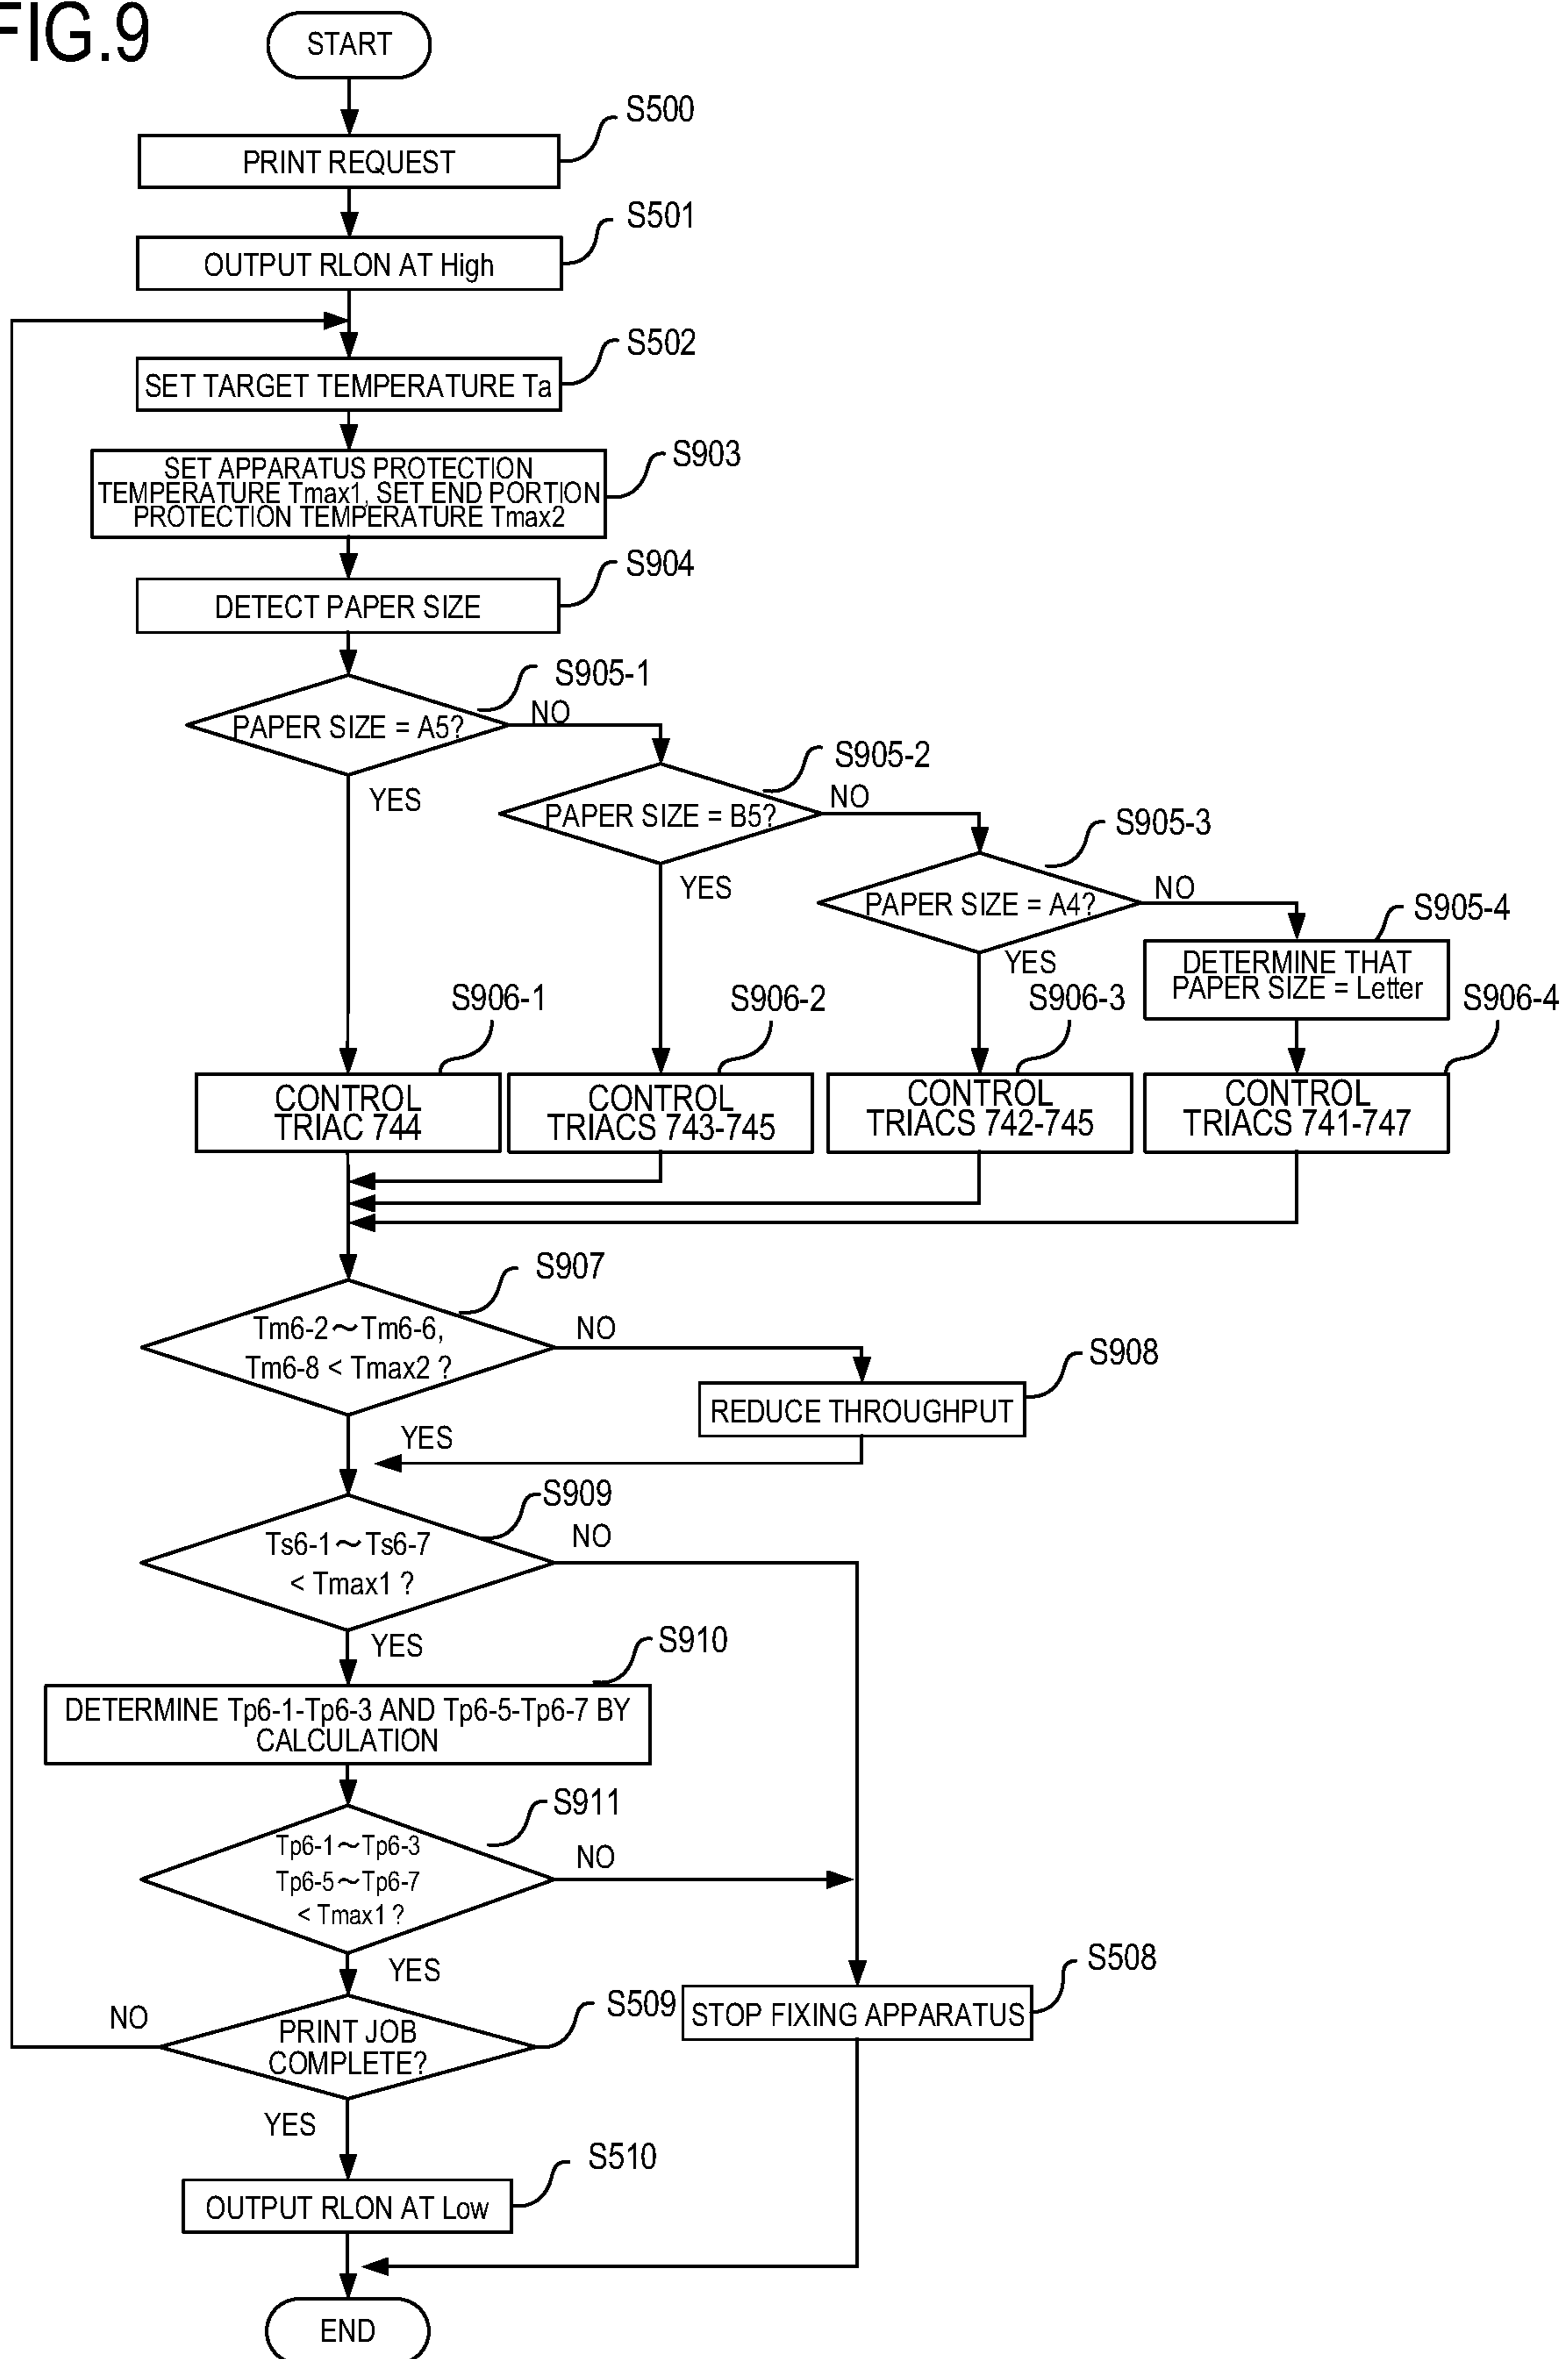 FIG.9
START
S500
PRINT REQUEST
S501
OUTPUT RLON AT High
S502
SET TARGET TEMPERATURE Ta
S903
SET APPARATUS PROTECTION
TEMPERATURE Tmax1, SET END PORTION
PROTECTION TEMPERATURE Tmax2
S904
DETECT PAPER SIZE
S905-1
PAPER SIZE = A5?
NO
YES
S905-2
PAPER SIZE = B5?
NO
YES
S905-3
PAPER SIZE = A4?
NO
YES
S905-4
DETERMINE THAT
PAPER SIZE = Letter
S906-1
CONTROL
TRIAC 744
S906-2
CONTROL
TRIACS 743-745
S906-3
CONTROL
TRIACS 742-745
S906-4
CONTROL
TRIACS 741-747
S907
Tm6-2～Tm6-6,
Tm6-8 < Tmax2 ?
NO
S908
REDUCE THROUGHPUT
YES
S909
Ts6-1～Ts6-7
< Tmax1 ?
NO
YES
S910
DETERMINE Tp6-1-Tp6-3 AND Tp6-5-Tp6-7 BY
CALCULATION
S911
Tp6-1～Tp6-3
Tp6-5～Tp6-7
< Tmax1 ?
NO
YES
S508
STOP FIXING APPARATUS
S509
PRINT JOB
COMPLETE?
NO
YES
S510
OUTPUT RLON AT Low
END